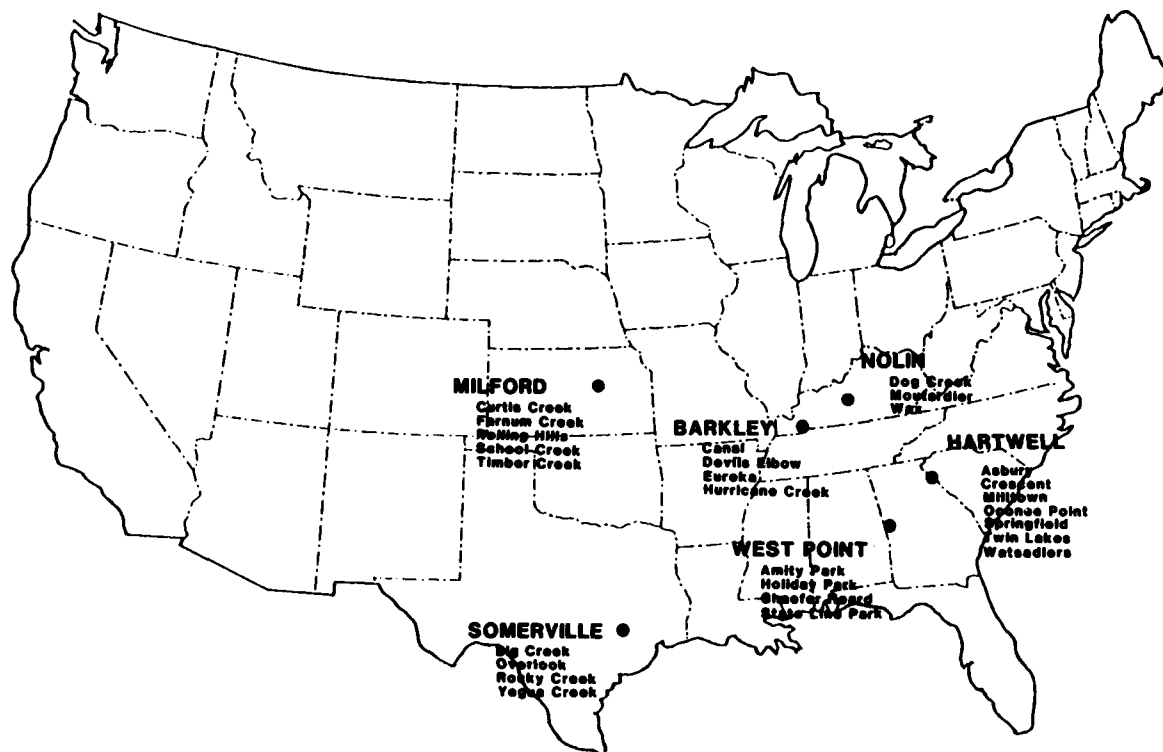 NOLIN
Dog Creek
Moutardier
Wax
MILFORD
Curtis Creek
Farnum Creek
Rolling Hills
School Creek
Timber Creek
BARKLEY
Canal
Devils Elbow
Eureka
Hurricane Creek
HARTWELL
Asbury
Crescent
Milltown
Oconee Point
Springfield
Twin Lakes
Watsadlers
WEST POINT
Amity Park
Holiday Park
Shaefer Heard
State Line Park
SOMERVILLE
Big Creek
Overlook
Rocky Creek
Yegua Creek